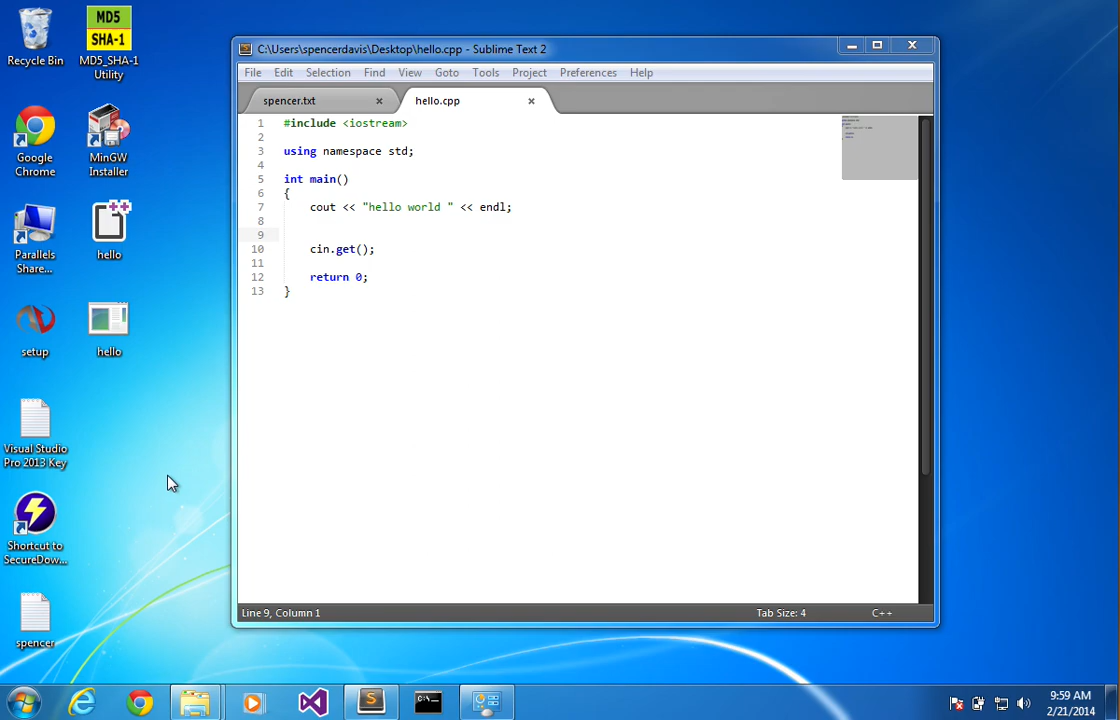 Recycle Bin
MD5
SHA-1
MD5_SHA-1
Utility
Google
Chrome
MinGW
Installer
Parallels
Share...
hello
setup
hello
Visual Studio
Pro 2013 Key
Shortcut to
SecureDow...
spencer
C:\Users\spencerdavis\Desktop\hello.cpp - Sublime Text 2
File Edit Selection Find View Goto Tools Project Preferences Help
spencer.txt hello.cpp
1 #include <iostream>
2
3 using namespace std;
4
5 int main()
6 {
7 cout << "hello world " << endl;
8
9
10 cin.get();
11
12 return 0;
13 }
Line 9, Column 1 Tab Size: 4 C++
C:\_
9:59 AM
2/21/2014